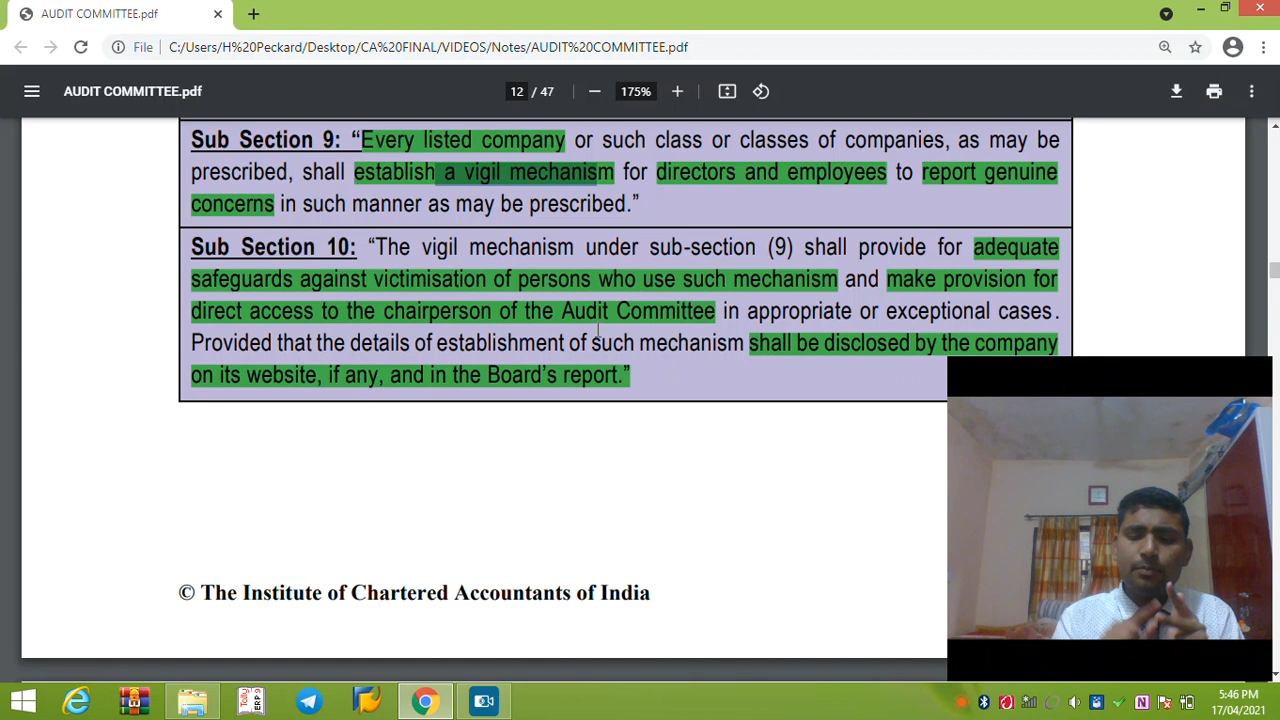 AUDIT COMMITTEE.pdf
File C:/Users/H%20Peckard/Desktop/CA%20FINAL/VIDEOS/Notes/AUDIT%20COMMITTEE.pdf
AUDIT COMMITTEE.pdf 12 / 47 175%
Sub Section 9: “Every listed company or such class or classes of companies, as may be
prescribed, shall establish a vigil mechanism for directors and employees to report genuine
concerns in such manner as may be prescribed.”
Sub Section 10: “The vigil mechanism under sub-section (9) shall provide for adequate
safeguards against victimisation of persons who use such mechanism and make provision for
direct access to the chairperson of the Audit Committee in appropriate or exceptional cases.
Provided that the details of establishment of such mechanism shall be disclosed by the company
on its website, if any, and in the Board’s report.”
© The Institute of Chartered Accountants of India
Tally ERP 9
5:46 PM
17/04/2021